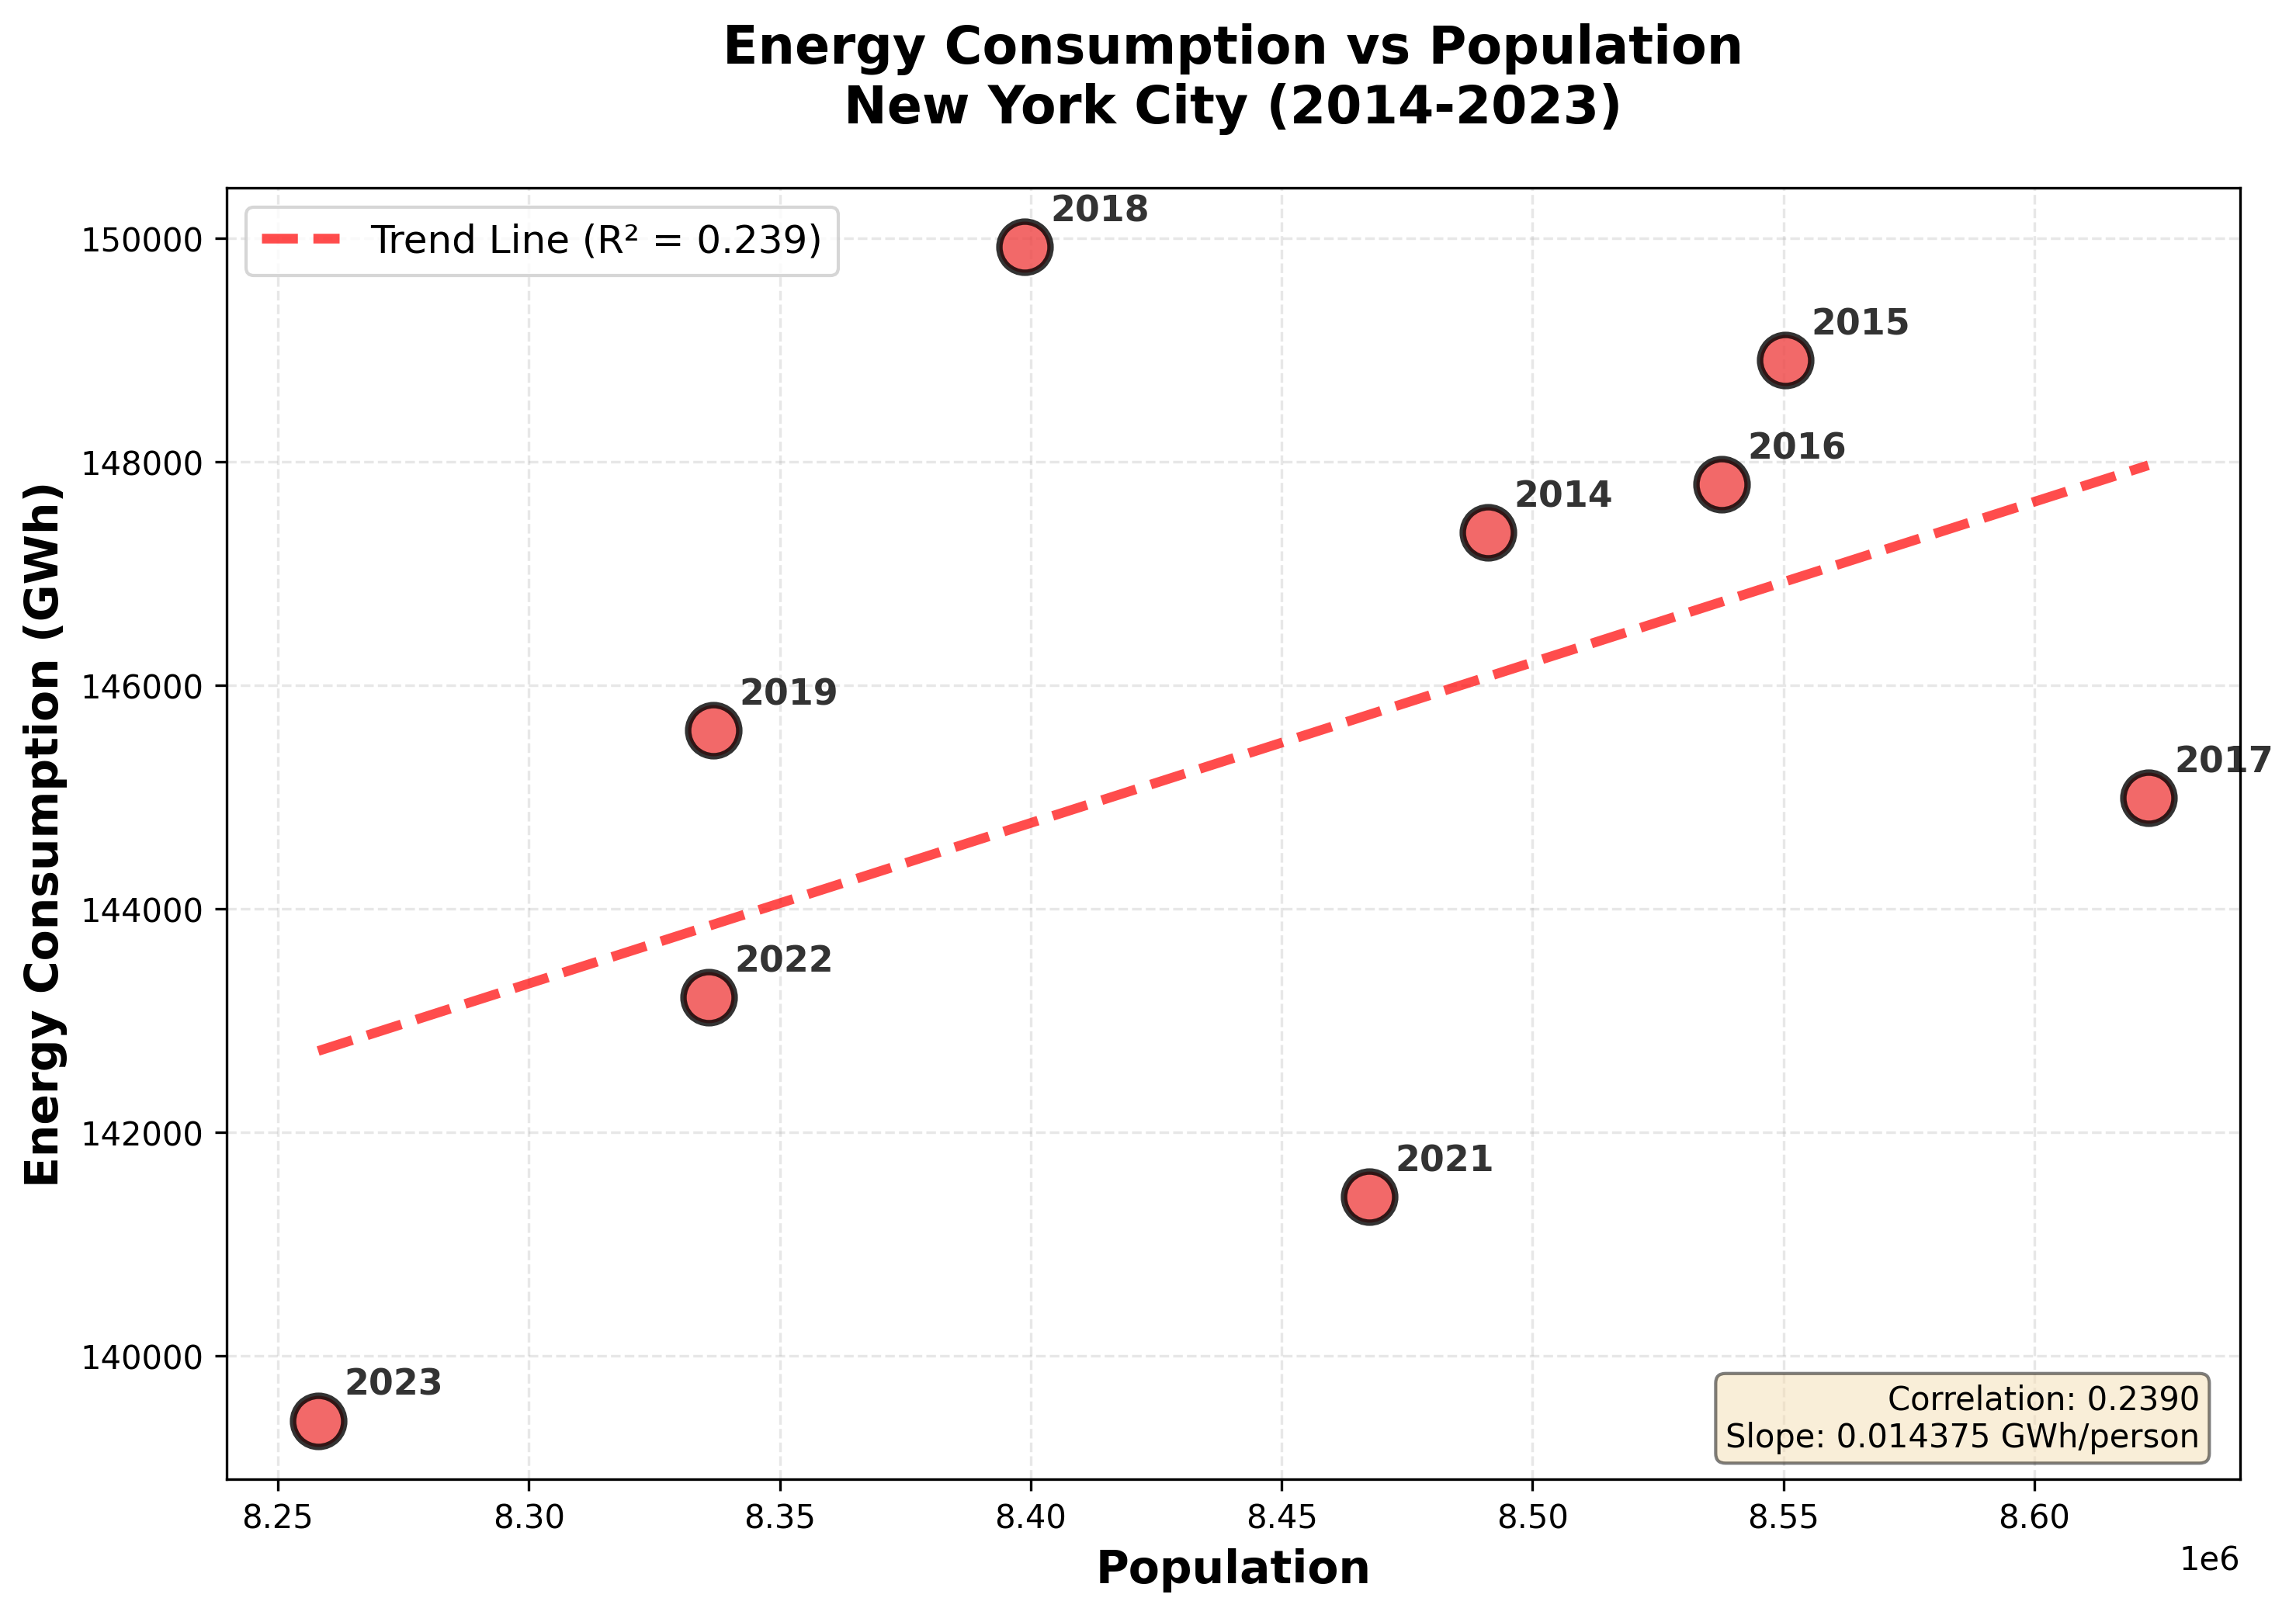 Energy Consumption vs Population
New York City (2014-2023)
Trend Line (R² = 0.239)
2018
2015
2016
2014
2019
2017
2022
2021
2023
Correlation: 0.2390
Slope: 0.014375 GWh/person
Energy Consumption (GWh)
150000
148000
146000
144000
142000
140000
8.25 8.30 8.35 8.40 8.45 8.50 8.55 8.60
1e6
Population